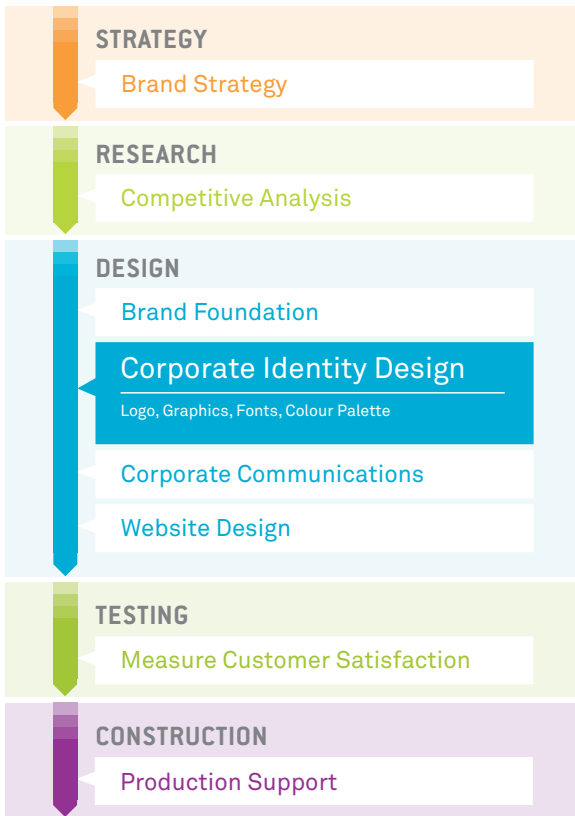 STRATEGY
Brand Strategy
RESEARCH
Competitive Analysis
DESIGN
Brand Foundation
Corporate Identity Design
Logo, Graphics, Fonts, Colour Palette
Corporate Communications
Website Design
TESTING
Measure Customer Satisfaction
CONSTRUCTION
Production Support